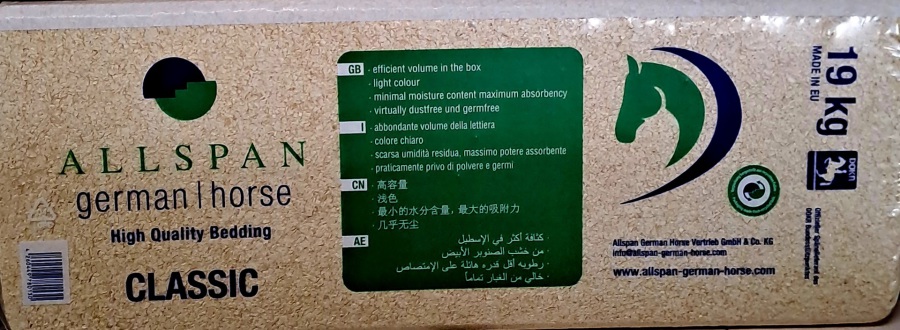 ALLSPAN
german | horse
High Quality Bedding
CLASSIC
GB
· efficient volume in the box
· light colour
· minimal moisture content maximum absorbency
· virtually dustfree und germfree
I
· abbondante volume della lettiera
· colore chiaro
· scarsa umidità residua, massimo potere assorbente
· praticamente privo di polvere e germi
CN
· 高容量
· 浅色
· 最小的水分含量，最大的吸附力
· 几乎无尘
AE
· كثافة أكثر في الإسطبل
· من خشب الصنوبر الأبيض
· رطوبه أقل قدره هائلة على الإمتصاص
· خالي من الغبار تماماً
Allspan German Horse Vertrieb GmbH & Co. KG
info@allspan-german-horse.com
www.allspan-german-horse.com
19 kg
MADE IN EU
DOKR